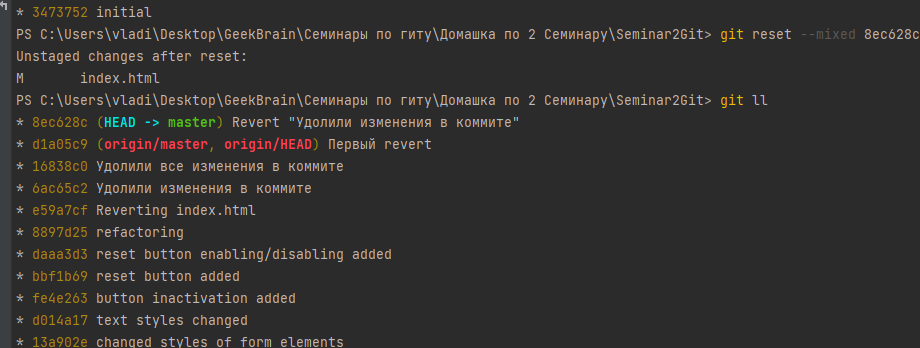 * 3473752 initial
PS C:\Users\vladi\Desktop\GeekBrain\Семинары по гиту\Домашка по 2 Семинару\Seminar2Git> git reset --mixed 8ec628c
Unstaged changes after reset:
M       index.html
PS C:\Users\vladi\Desktop\GeekBrain\Семинары по гиту\Домашка по 2 Семинару\Seminar2Git> git ll
* 8ec628c (HEAD -> master) Revert "Удолили изменения в коммите"
* d1a05c9 (origin/master, origin/HEAD) Первый revert
* 16838c0 Удолили все изменения в коммите
* 6ac65c2 Удолили изменения в коммите
* e59a7cf Reverting index.html
* 8897d25 refactoring
* daaa3d3 reset button enabling/disabling added
* bbf1b69 reset button added
* fe4e263 button inactivation added
* d014a17 text styles changed
* 13a902e changed styles of form elements